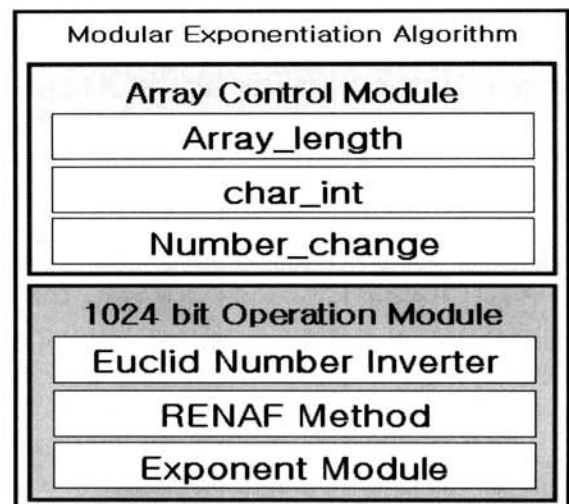 Modular Exponentiation Algorithm
Array Control Module
Array_length
char_int
Number_change
1024 bit Operation Module
Euclid Number Inverter
RENAF Method
Exponent Module